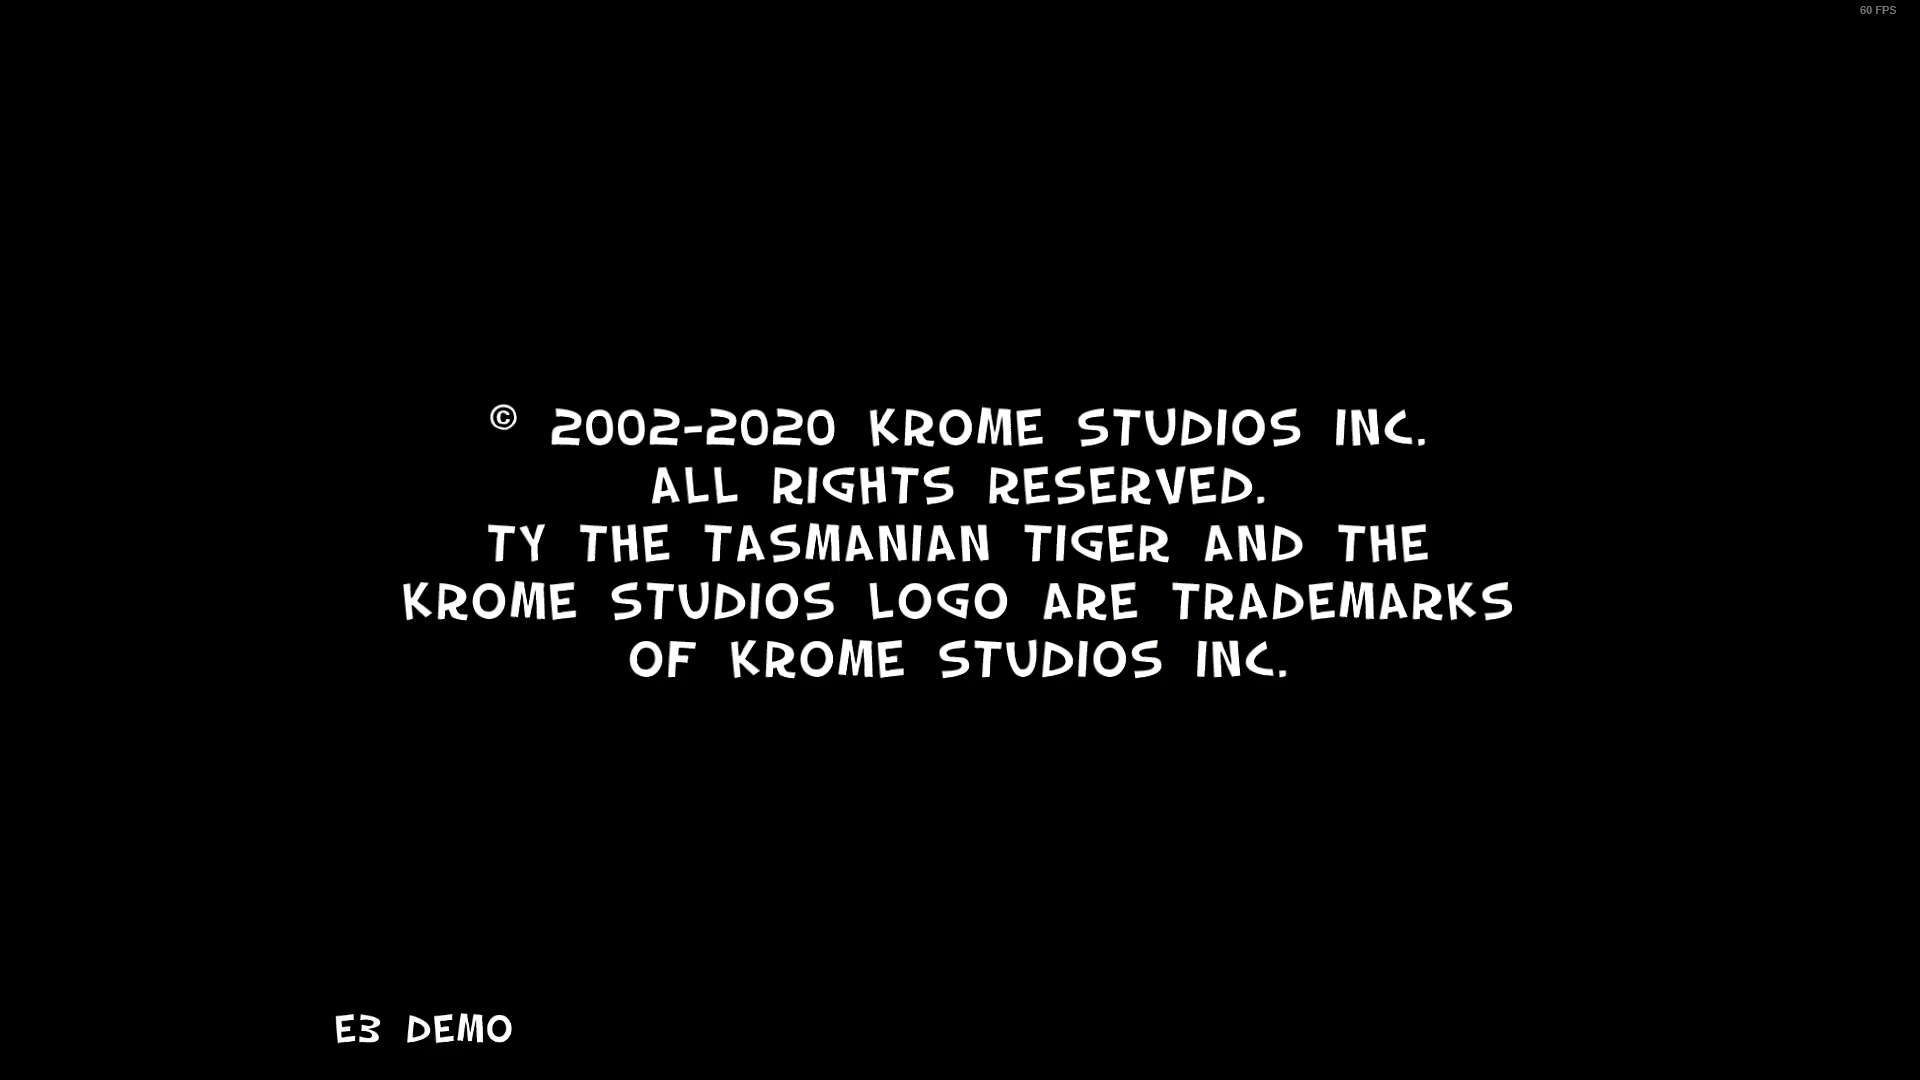 60 FPS
© 2002-2020 KROME STUDIOS INC.
ALL RIGHTS RESERVED.
TY THE TASMANIAN TIGER AND THE
KROME STUDIOS LOGO ARE TRADEMARKS
OF KROME STUDIOS INC.
E3 DEMO